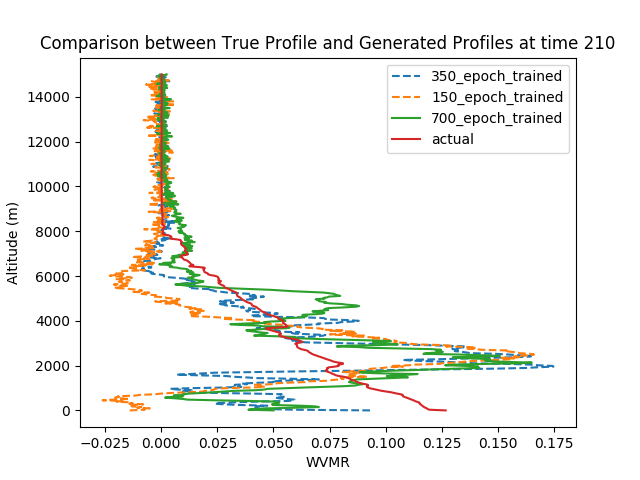 Comparison between True Profile and Generated Profiles at time 210
350_epoch_trained
150_epoch_trained
700_epoch_trained
actual
Altitude (m)
14000
12000
10000
8000
6000
4000
2000
0
−0.025 0.000 0.025 0.050 0.075 0.100 0.125 0.150 0.175
WVMR